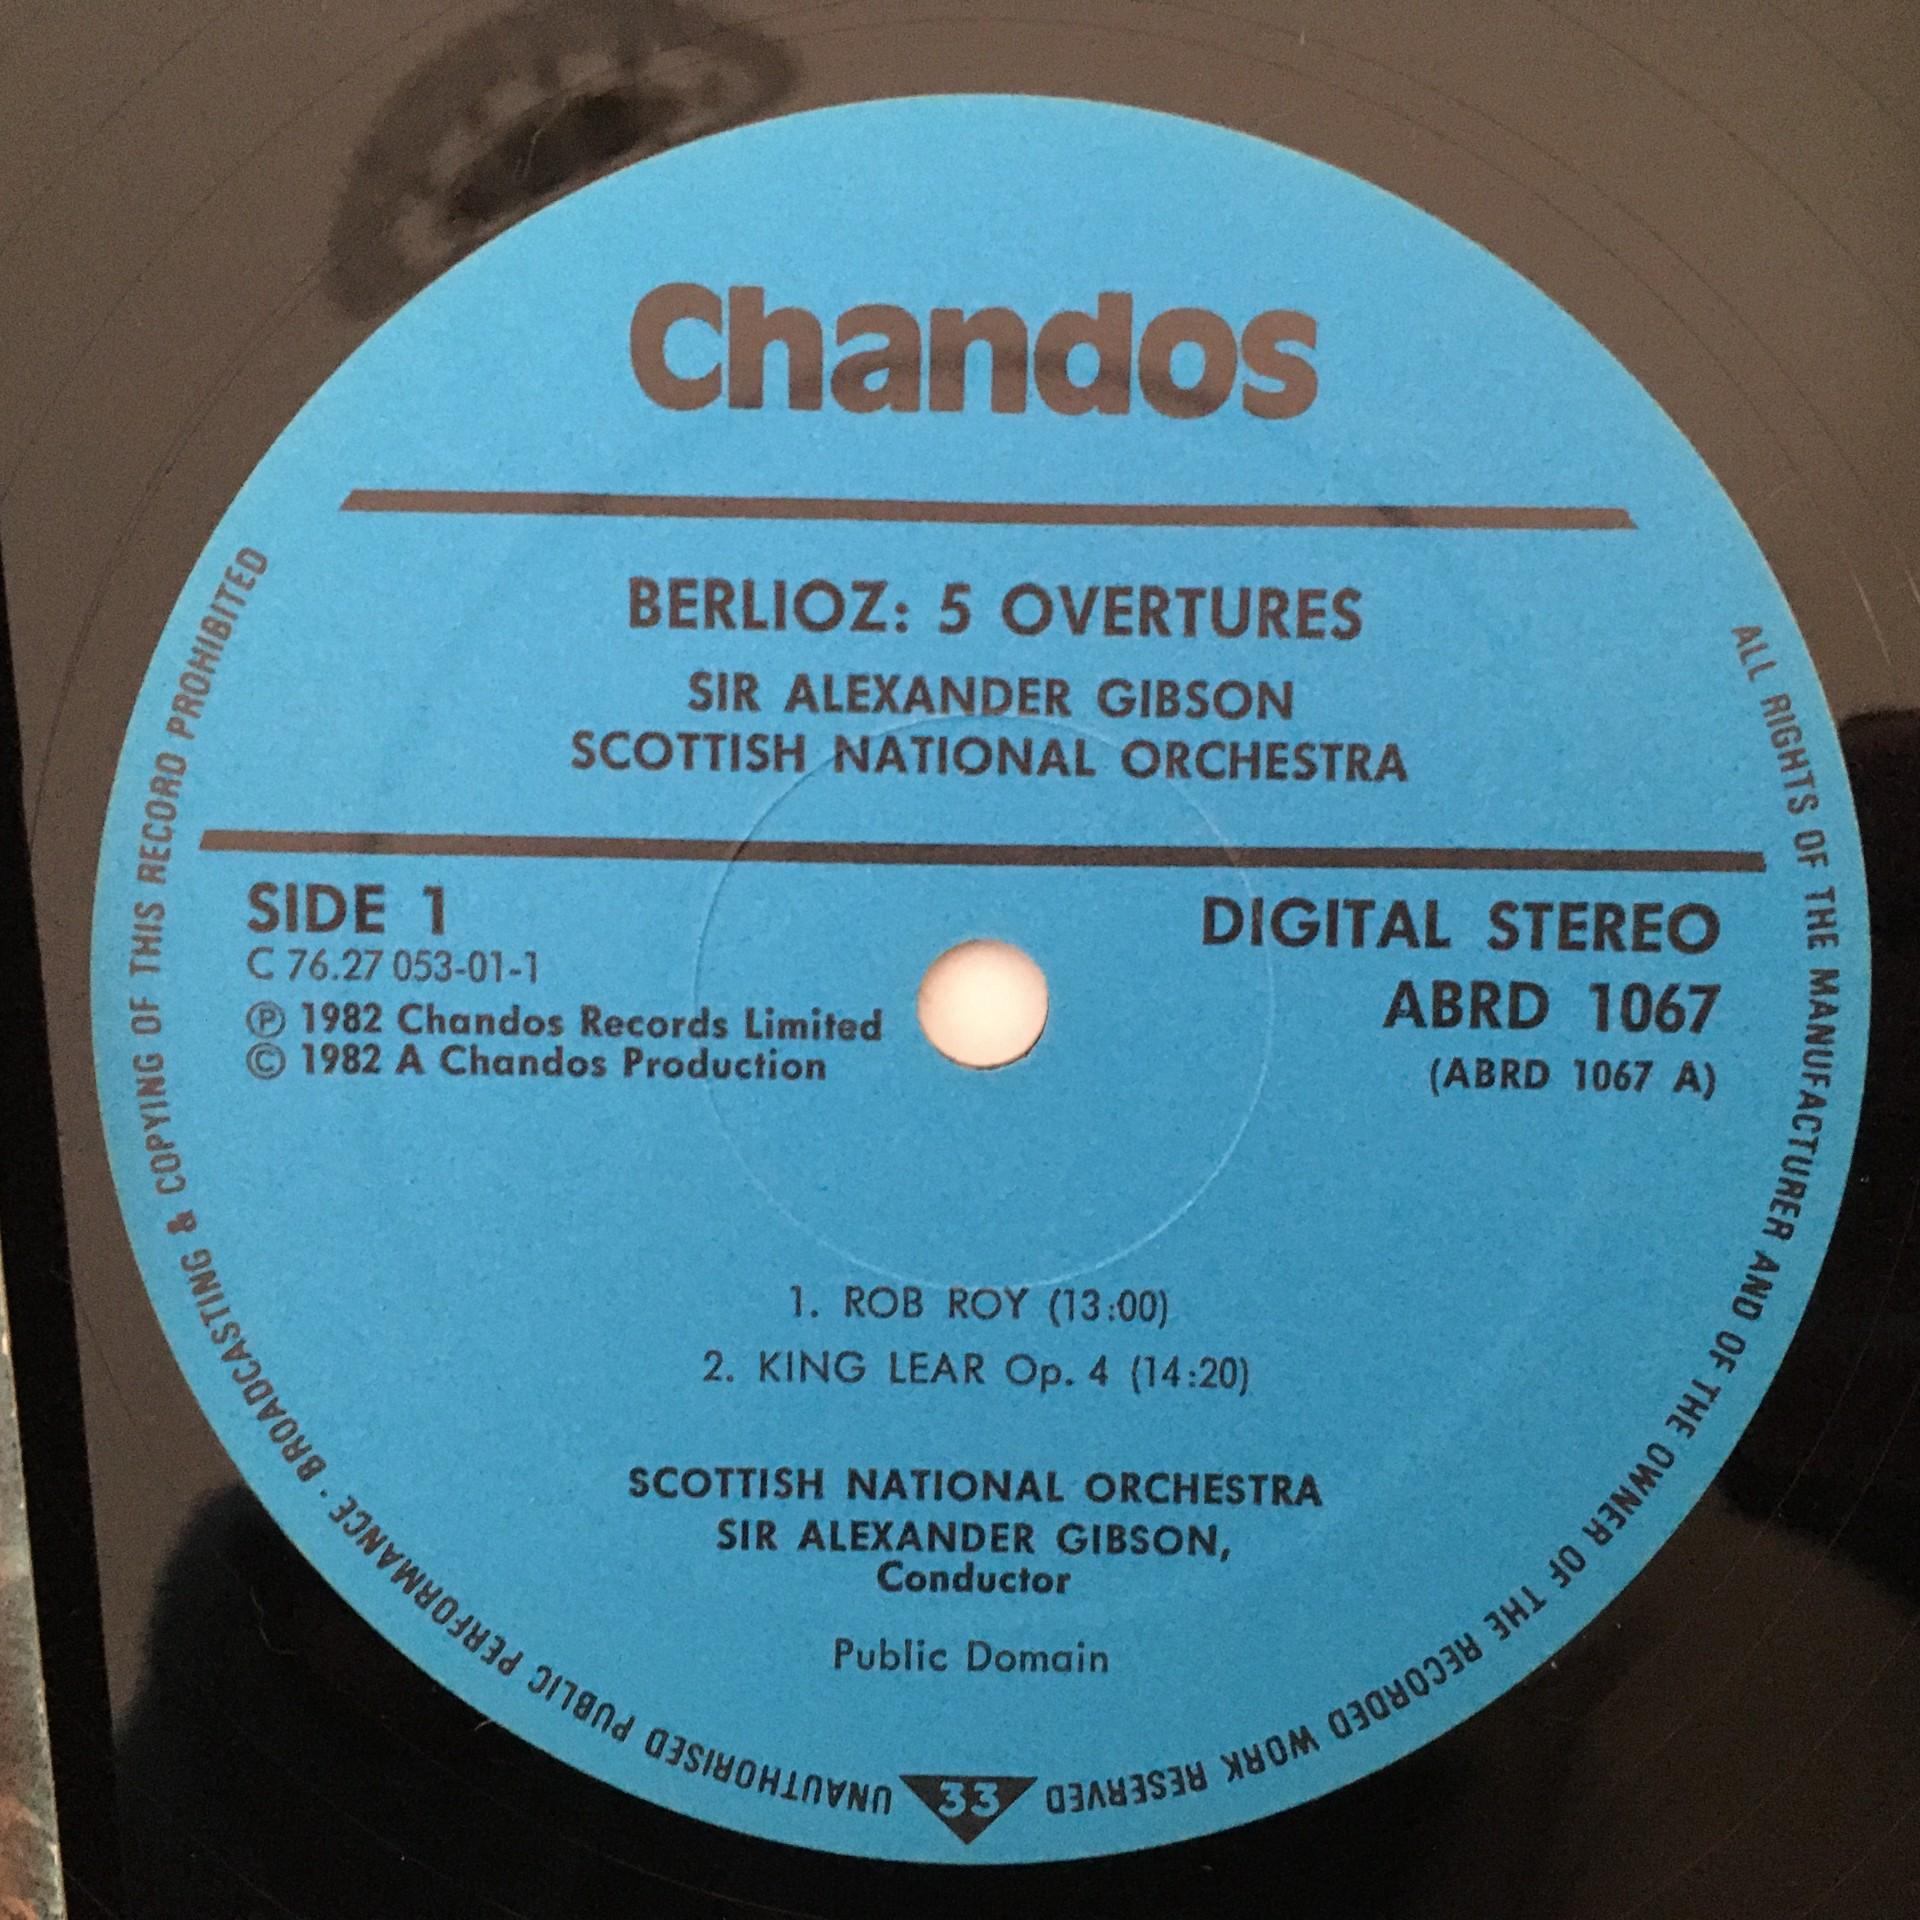 Chandos
BERLIOZ: 5 OVERTURES
SIR ALEXANDER GIBSON
SCOTTISH NATIONAL ORCHESTRA
SIDE 1
C 76.27 053-01-1
℗ 1982 Chandos Records Limited
© 1982 A Chandos Production
DIGITAL STEREO
ABRD 1067
(ABRD 1067 A)
1. ROB ROY (13:00)
2. KING LEAR Op. 4 (14:20)
SCOTTISH NATIONAL ORCHESTRA
SIR ALEXANDER GIBSON,
Conductor
Public Domain
ALL RIGHTS OF THE MANUFACTURER AND OF THE OWNER OF THE RECORDED WORK RESERVED
33
UNAUTHORISED PUBLIC PERFORMANCE · BROADCASTING & COPYING OF THIS RECORD PROHIBITED